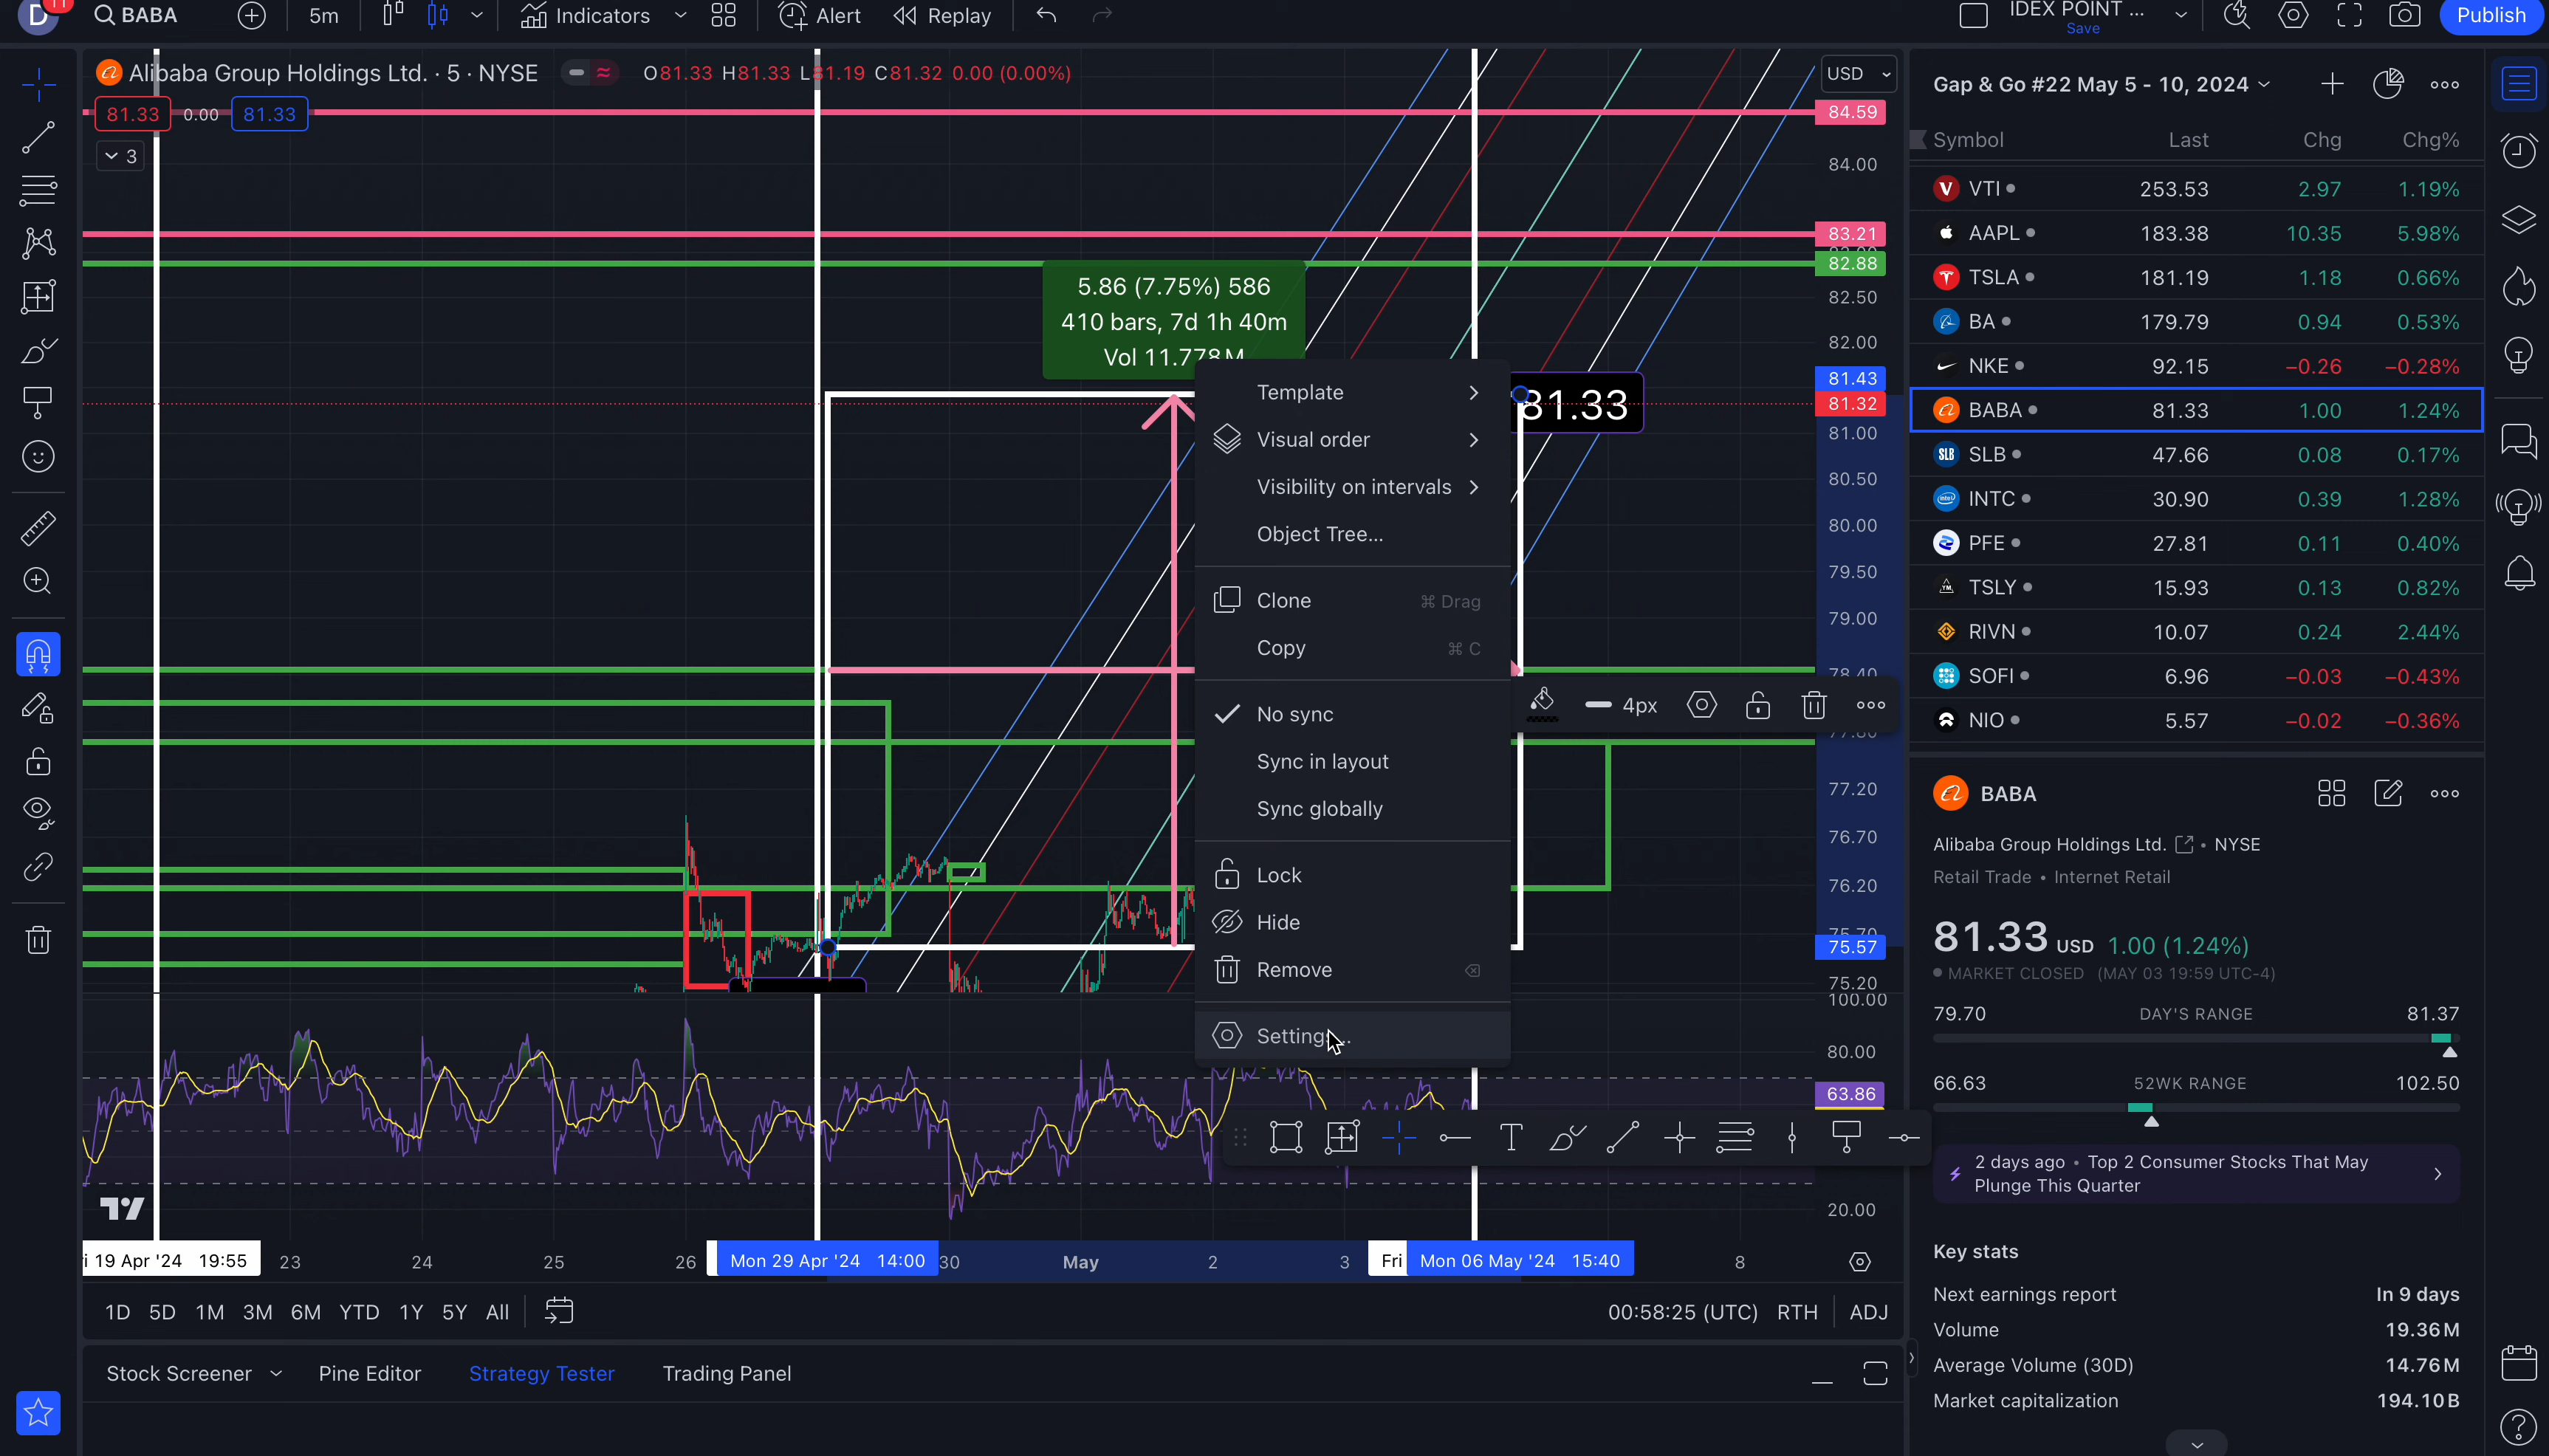 11
D
BABA
5m
Indicators
Alert
Replay
IDEX POINT ...
Save
Publish
Alibaba Group Holdings Ltd. · 5 · NYSE
O81.33 H81.33 L81.19 C81.32 0.00 (0.00%)
USD
81.33
0.00
81.33
3
84.59
84.00
83.21
82.88
82.50
82.00
81.43
81.32
81.00
80.50
80.00
79.50
79.00
78.40
77.20
76.70
76.20
75.70
75.57
75.20
100.00
80.00
63.86
20.00
5.86 (7.75%) 586
410 bars, 7d 1h 40m
Vol 11.778M
81.33
Template
Visual order
Visibility on intervals
Object Tree...
Clone ⌘ Drag
Copy ⌘ C
No sync
Sync in layout
Sync globally
Lock
Hide
Remove
Settings...
4px
T
i 19 Apr '24 19:55
23
24
25
26
Mon 29 Apr '24 14:00
30
May
2
3
Fri
Mon 06 May '24 15:40
8
1D 5D 1M 3M 6M YTD 1Y 5Y All
00:58:25 (UTC) RTH ADJ
Stock Screener
Pine Editor
Strategy Tester
Trading Panel
Gap & Go #22 May 5 - 10, 2024
Symbol Last Chg Chg%
VTI 253.53 2.97 1.19%
AAPL 183.38 10.35 5.98%
TSLA 181.19 1.18 0.66%
BA 179.79 0.94 0.53%
NKE 92.15 −0.26 −0.28%
BABA 81.33 1.00 1.24%
SLB SLB 47.66 0.08 0.17%
INTC 30.90 0.39 1.28%
PFE 27.81 0.11 0.40%
TSLY 15.93 0.13 0.82%
RIVN 10.07 0.24 2.44%
SOFI 6.96 −0.03 −0.43%
NIO 5.57 −0.02 −0.36%
BABA
Alibaba Group Holdings Ltd. • NYSE
Retail Trade • Internet Retail
81.33 USD 1.00 (1.24%)
MARKET CLOSED (MAY 03 19:59 UTC-4)
79.70 DAY'S RANGE 81.37
66.63 52WK RANGE 102.50
2 days ago • Top 2 Consumer Stocks That May
Plunge This Quarter
Key stats
Next earnings report In 9 days
Volume 19.36M
Average Volume (30D) 14.76M
Market capitalization 194.10B